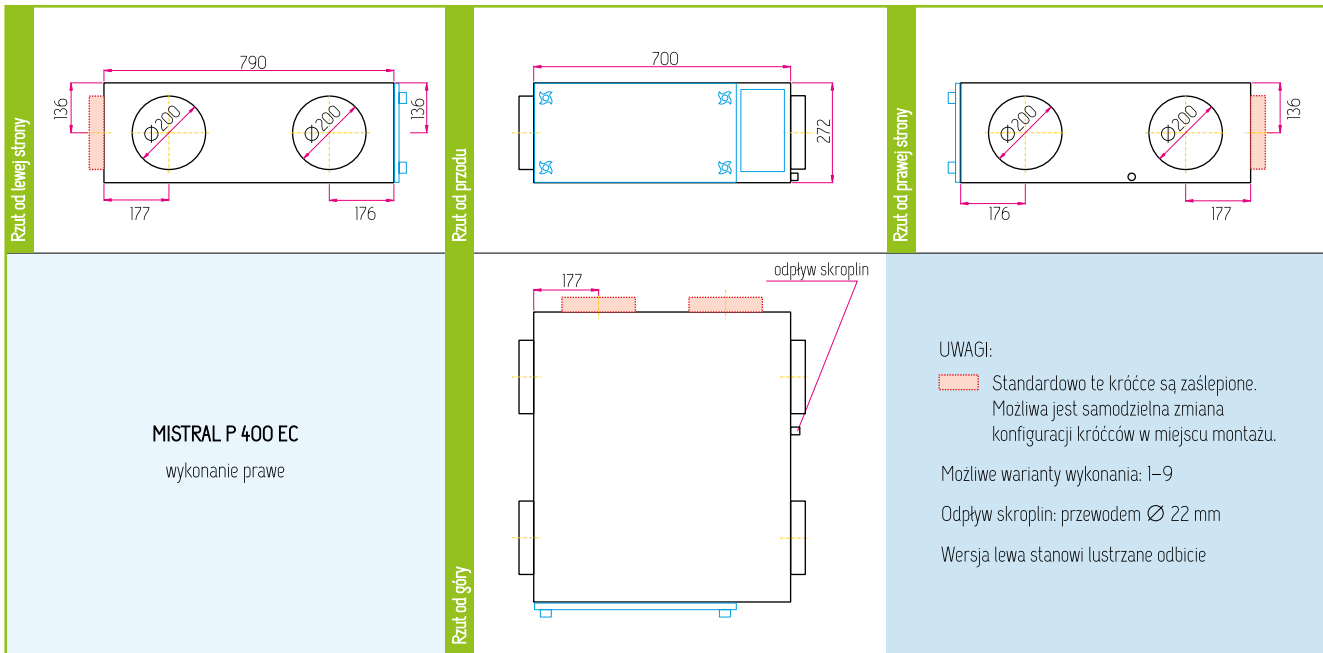 Rzut od lewej strony
790
136
136
Ø200
Ø200
177
176
Rzut od przodu
700
272
Rzut od prawej strony
136
Ø200
Ø200
176
177
MISTRAL P 400 EC
wykonanie prawe
Rzut od góry
177
odpływ skroplin
UWAGI:
Standardowo te króćce są zaślepione.
Możliwa jest samodzielna zmiana
konfiguracji króćców w miejscu montażu.
Możliwe warianty wykonania: 1–9
Odpływ skroplin: przewodem Ø 22 mm
Wersja lewa stanowi lustrzane odbicie